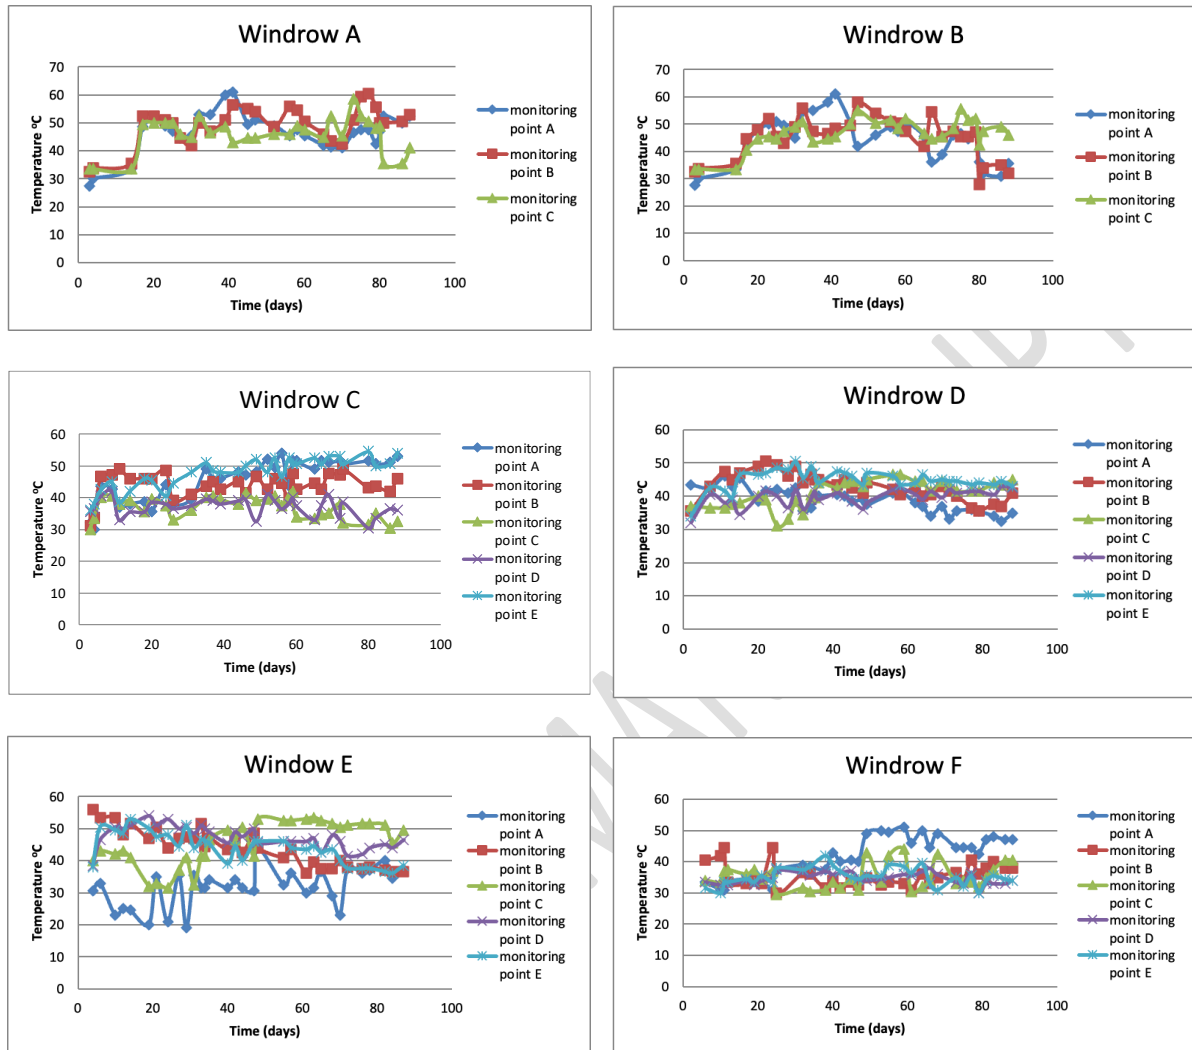 Windrow A
70
60
50
40
30
20
10
0
Temperature ºC
0 20 40 60 80 100
Time (days)
monitoring
point A
monitoring
point B
monitoring
point C
Windrow B
70
60
50
40
30
20
10
0
Temperature ºC
0 20 40 60 80 100
Time (days)
monitoring
point A
monitoring
point B
monitoring
point C
Windrow C
60
50
40
30
20
10
0
Temperature ºC
0 20 40 60 80 100
Time (days)
monitoring
point A
monitoring
point B
monitoring
point C
monitoring
point D
monitoring
point E
Windrow D
60
50
40
30
20
10
0
Temperature ºC
0 20 40 60 80 100
Time (days)
monitoring
point A
monitoring
point B
monitoring
point C
monitoring
point D
monitoring
point E
Window E
60
50
40
30
20
10
0
Temperature ºC
0 20 40 60 80 100
Time (days)
monitoring
point A
monitoring
point B
monitoring
point C
monitoring
point D
monitoring
point E
Windrow F
60
50
40
30
20
10
0
Temperature ºC
0 20 40 60 80 100
Time (days)
monitoring
point A
monitoring
point B
monitoring
point C
monitoring
point D
monitoring
point E